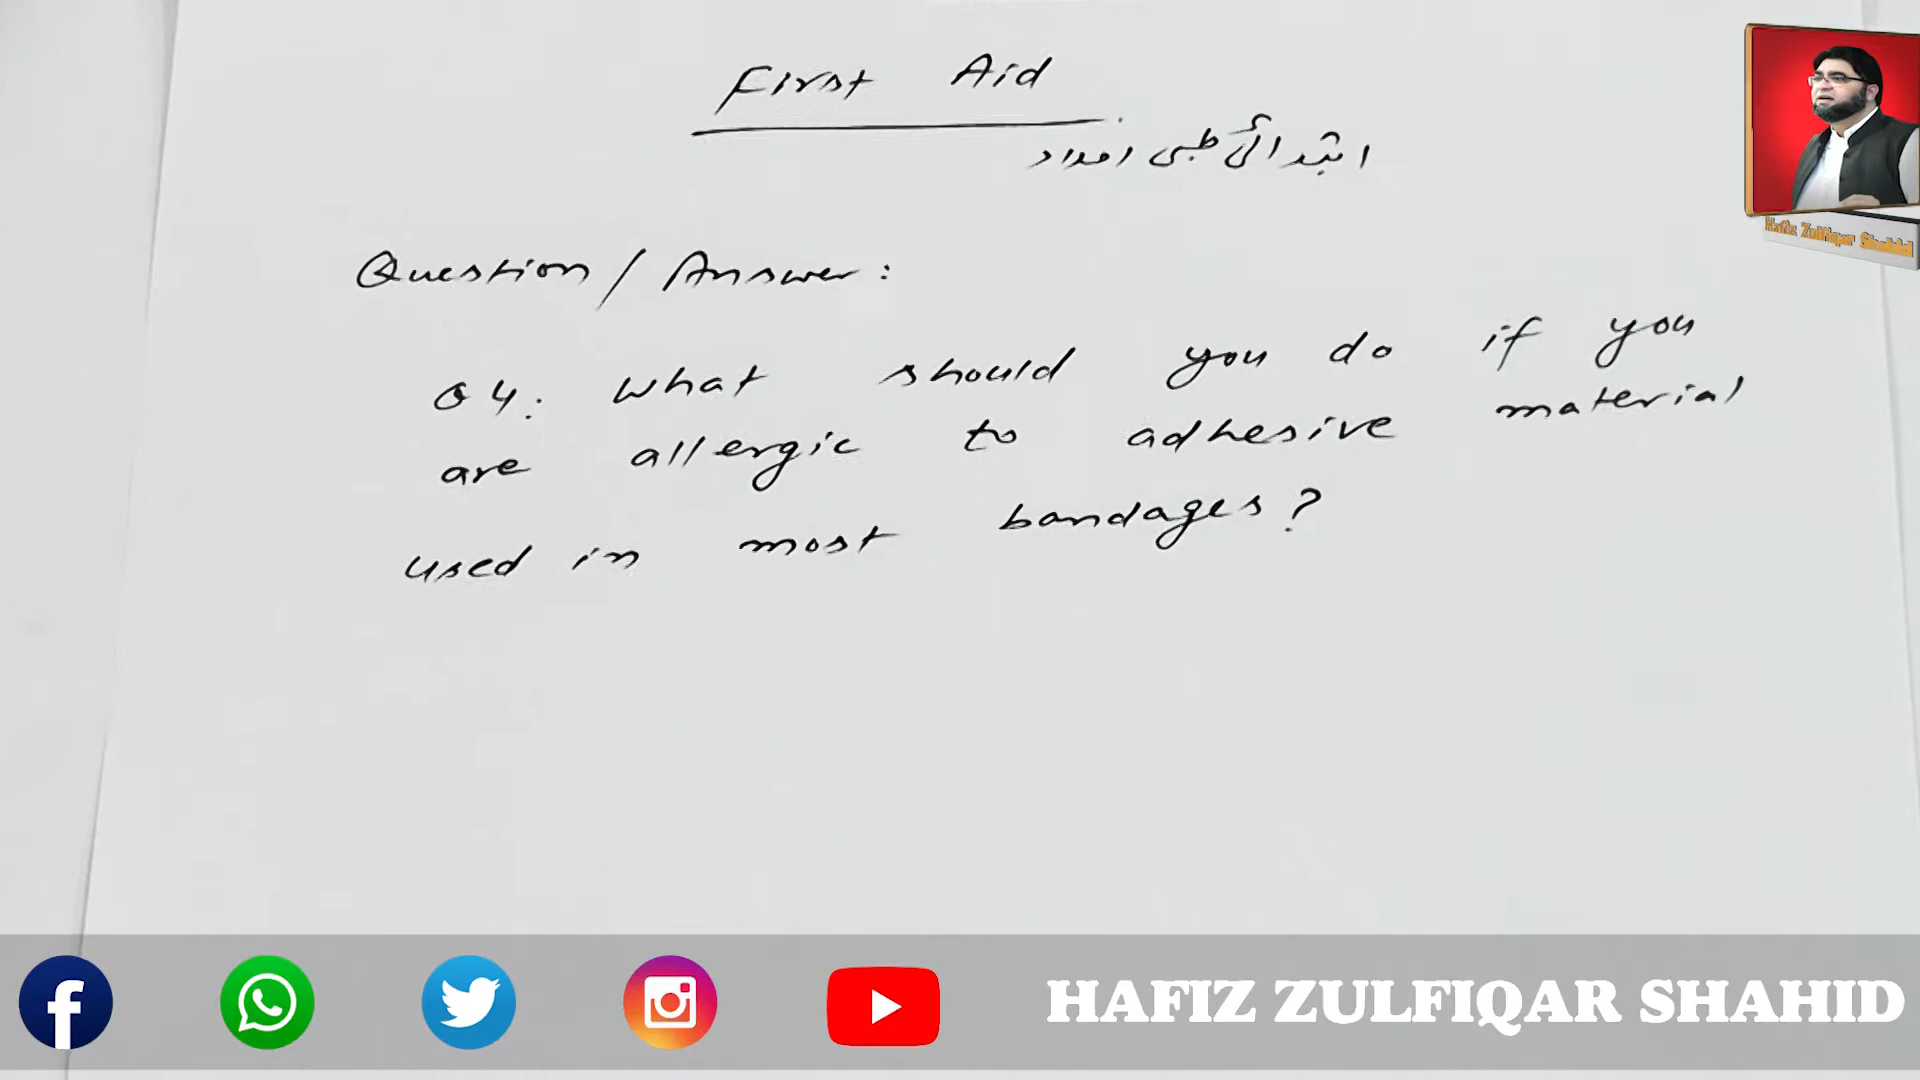 First Aid
ابتدائی طبی امداد
Question / Answer :
Q4: What should you do if you
are allergic to adhesive material
used in most bandages?
Hafiz Zulfiqar Shahid
HAFIZ ZULFIQAR SHAHID